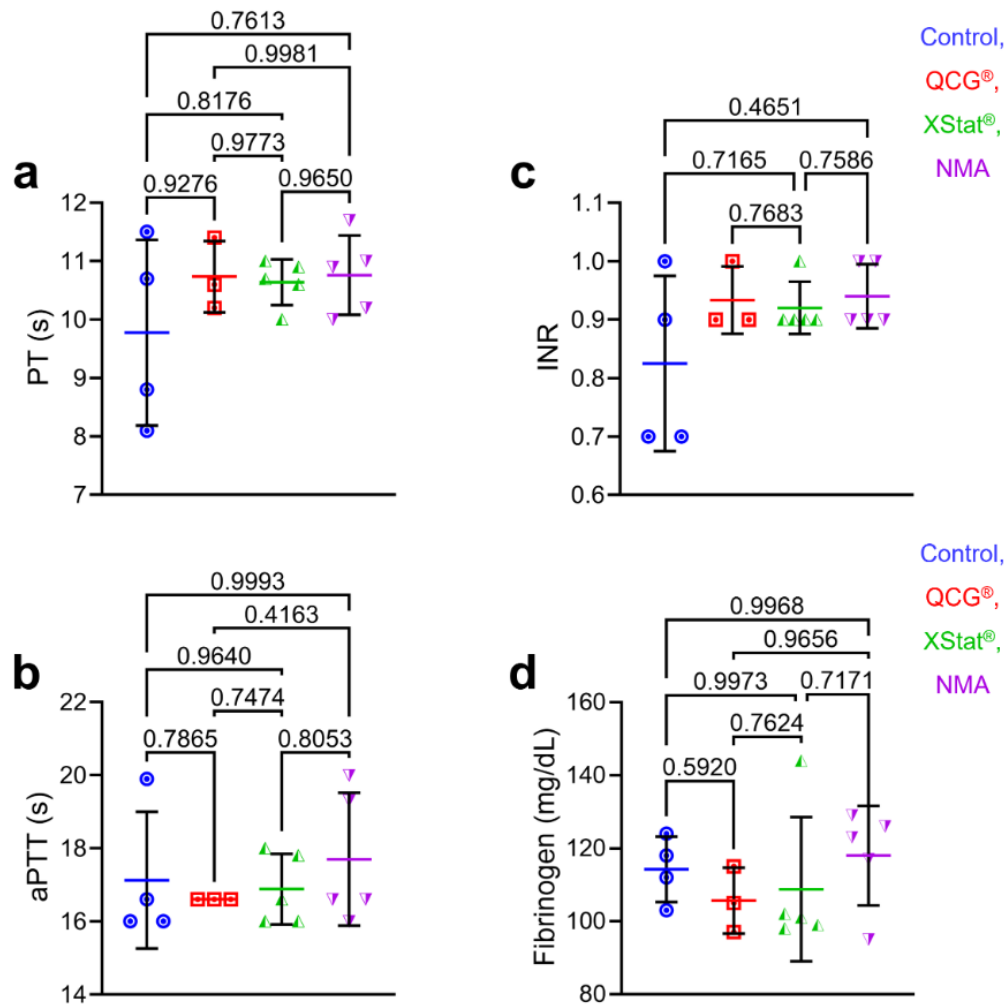 0.7613
0.9981
0.8176
0.9773
0.9276
0.9650
a
PT (s)
12
11
10
9
8
7
Control,
QCG®,
XStat®,
NMA
0.4651
0.7165
0.7586
0.7683
c
INR
1.1
1.0
0.9
0.8
0.7
0.6
0.9993
0.4163
0.9640
0.7474
0.7865
0.8053
b
aPTT (s)
22
20
18
16
14
Control,
QCG®,
XStat®,
NMA
0.9968
0.9656
0.9973
0.7171
0.7624
0.5920
d
Fibrinogen (mg/dL)
160
140
120
100
80